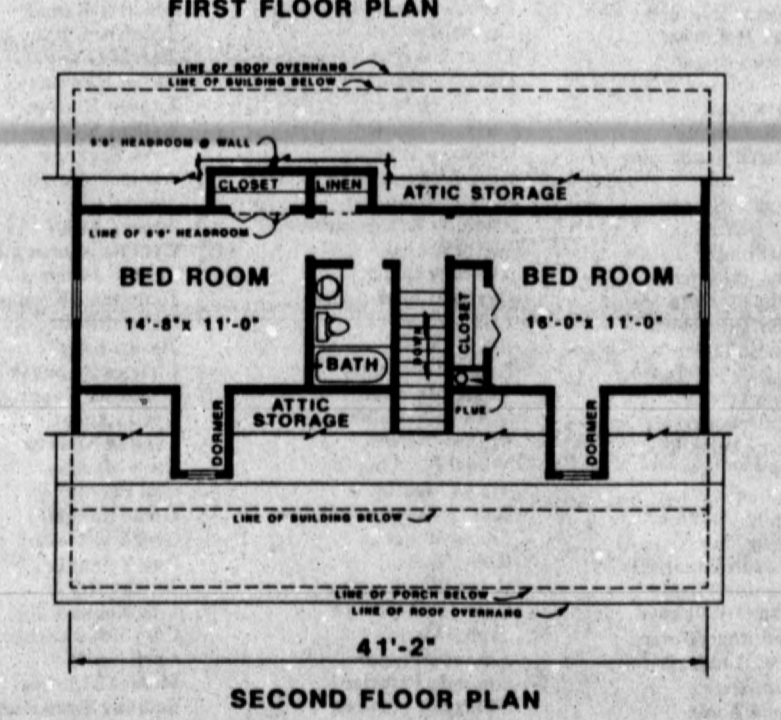 FIRST FLOOR PLAN
LINE OF ROOF OVERHANG
LINE OF BUILDING BELOW
HEADROOM @ WALL
CLOSET
LINEN
ATTIC STORAGE
LINE OF HEADROOM
BED ROOM
14'-8"x 11'-0"
BATH
DOWN
CLOSET
BED ROOM
16'-0"x 11'-0"
ATTIC
STORAGE
FLUE
DORMER
DORMER
LINE OF BUILDING BELOW
LINE OF PORCH BELOW
LINE OF ROOF OVERHANG
41'-2"
SECOND FLOOR PLAN